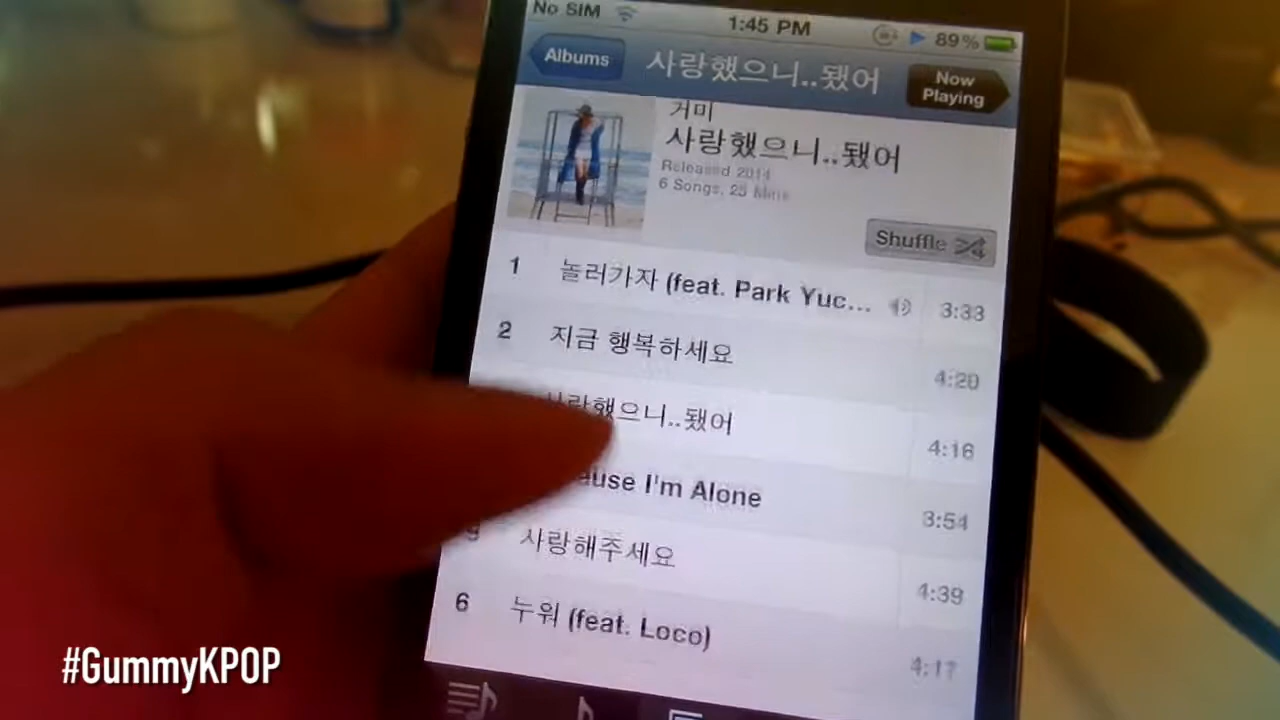 No SIM
1:45 PM
89%
Albums
사랑했으니..됐어
Now
Playing
거미
사랑했으니..됐어
Released 2014
6 Songs, 25 Mins
Shuffle
1 놀러가자 (feat. Park Yuc... 3:33
2 지금 행복하세요 4:20
사랑했으니..됐어 4:16
ause I'm Alone 3:54
사랑해주세요 4:39
6 누워 (feat. Loco) 4:17
#GummyKPOP